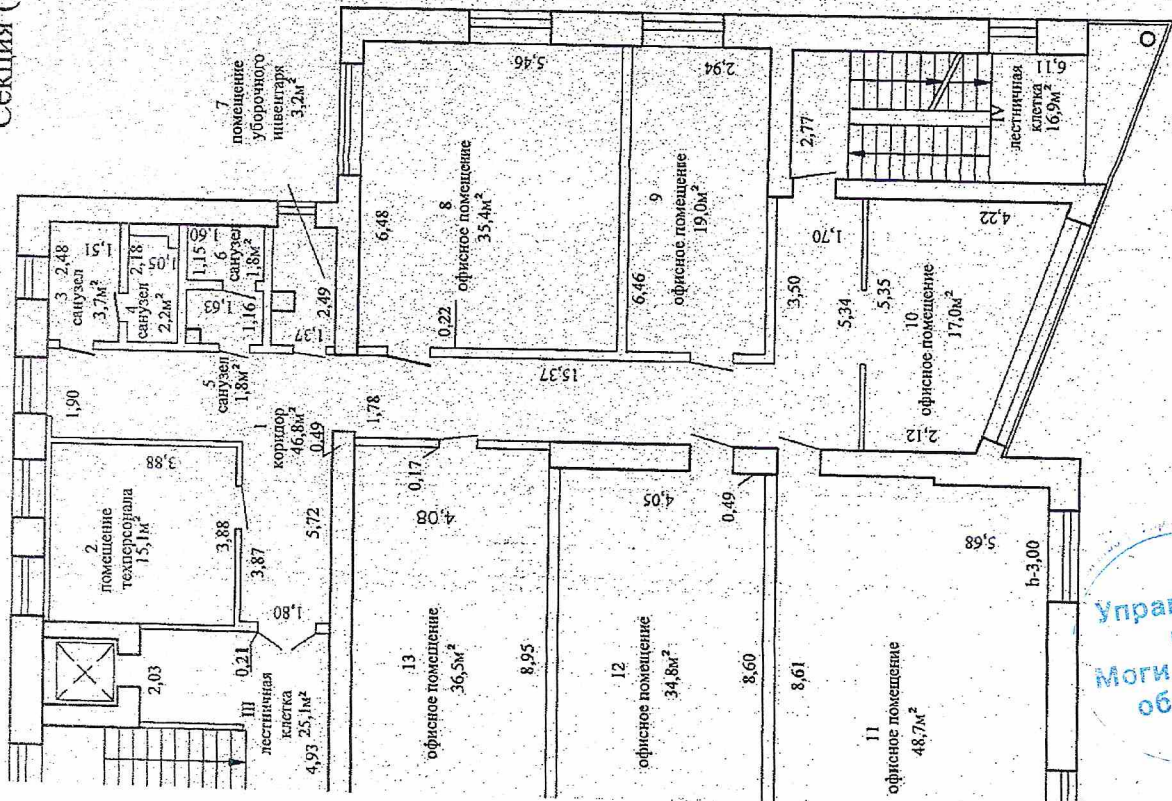 Секция (
7
помещение
уборочного
инвентаря
3,2м²
3 2,48
санузел
3,7м²
1,51
4
санузел
2,2м²
2,18
1,05
1,60
1,15
6
санузел
1,8м²
1,63
1,16
2,49
1,37
5
санузел
1,8м²
1,90
1
коридор
46,8м²
0,49
1,78
15,37
2
помещение
техперсонала
15,1м²
3,88
3,88
3,87
5,72
1,80
2,03
0,21
III
лестничная
клетка
25,1м²
4,93
6,48
5,46
8
офисное помещение
35,4м²
0,22
2,94
9
офисное помещение
19,0м²
6,46
2,77
IV
лестничная
клетка
16,9м²
6,11
1,70
3,50
5,34
5,35
4,22
10
офисное помещение
17,0м²
2,12
0,17
4,08
13
офисное помещение
36,5м²
8,95
4,05
0,49
12
офисное помещение
34,8м²
8,60
8,61
5,68
h-3,00
11
офисное помещение
48,7м²
Управ
Моги
об